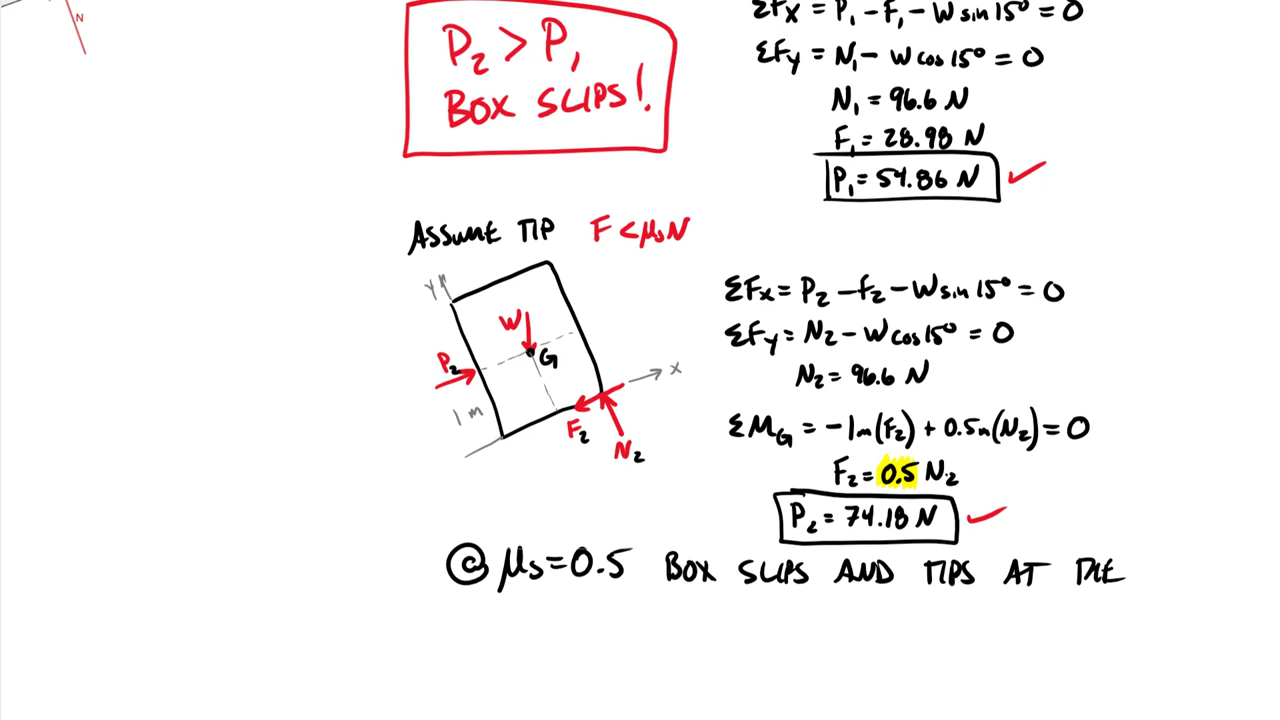 N
P₂ > P₁
BOX SLIPS!
ΣFx = P₁ - F₁ - W sin 15° = 0
ΣFy = N₁ - W cos 15° = 0
N₁ = 96.6 N
F₁ = 28.98 N
P₁ = 54.86 N
ASSUME TIP F < μsN
Y
W
G
P₂
X
1 m
F₂
N₂
ΣFx = P₂ - f₂ - W sin 15° = 0
ΣFy = N₂ - W cos 15° = 0
N₂ = 96.6 N
ΣMG = -1m(F₂) + 0.5m(N₂) = 0
F₂ = 0.5 N₂
P₂ = 74.18 N
@ μs = 0.5 BOX SLIPS AND TIPS AT THE